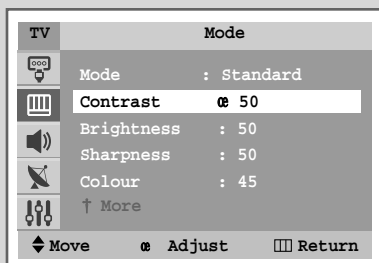 TV Mode
Mode : Standard
Contrast œ 50
Brightness : 50
Sharpness : 50
Colour : 45
† More
Move œ Adjust Return